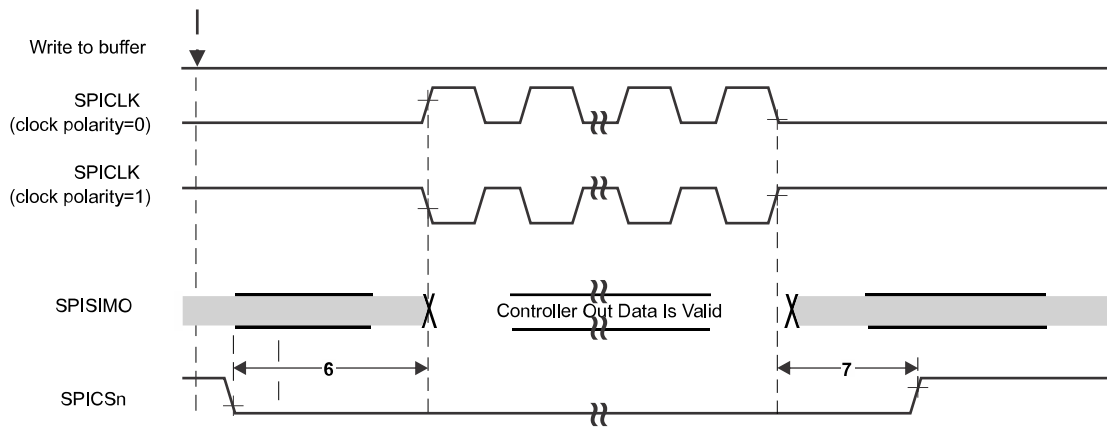 Write to buffer
SPICLK
(clock polarity=0)
SPICLK
(clock polarity=1)
SPISIMO
Controller Out Data Is Valid
6
7
SPICSn